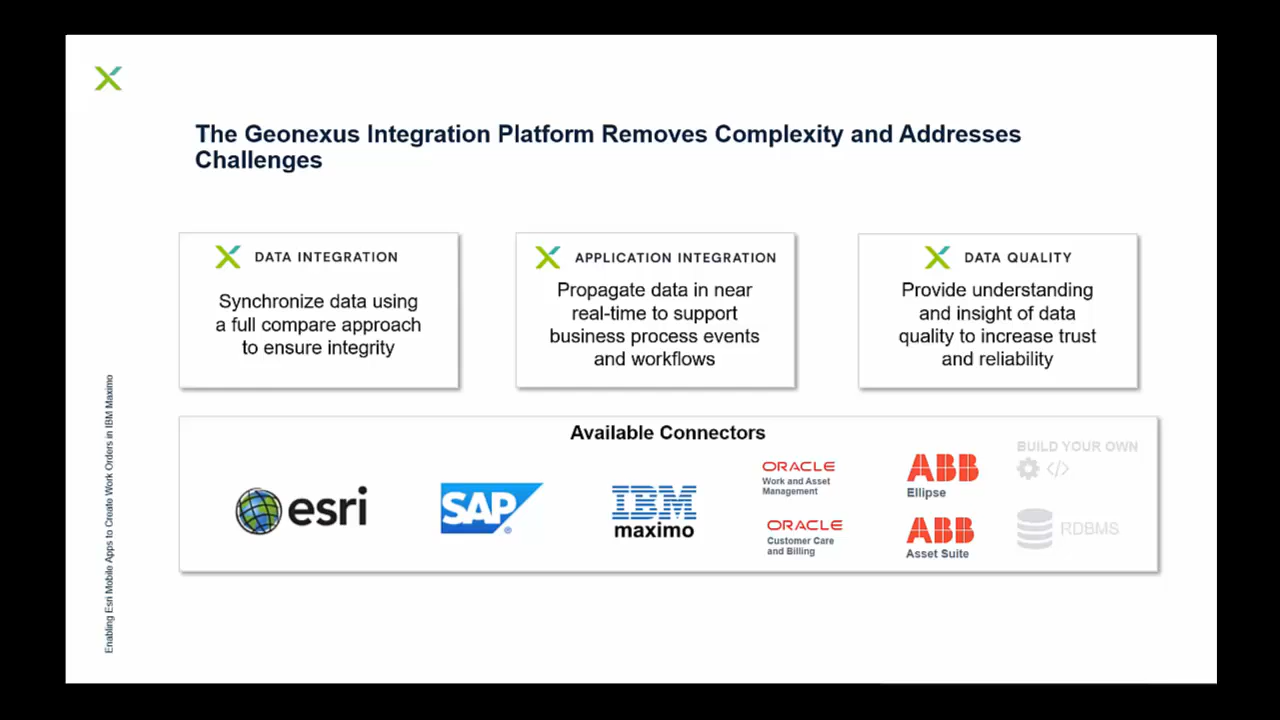 The Geonexus Integration Platform Removes Complexity and Addresses
Challenges
DATA INTEGRATION
Synchronize data using
a full compare approach
to ensure integrity
APPLICATION INTEGRATION
Propagate data in near
real-time to support
business process events
and workflows
DATA QUALITY
Provide understanding
and insight of data
quality to increase trust
and reliability
Enabling Esri Mobile Apps to Create Work Orders in IBM Maximo
Available Connectors
esri
SAP®
IBM
maximo
ORACLE
Work and Asset
Management
ORACLE
Customer Care
and Billing
ABB
Ellipse
ABB
Asset Suite
BUILD YOUR OWN
</>
RDBMS